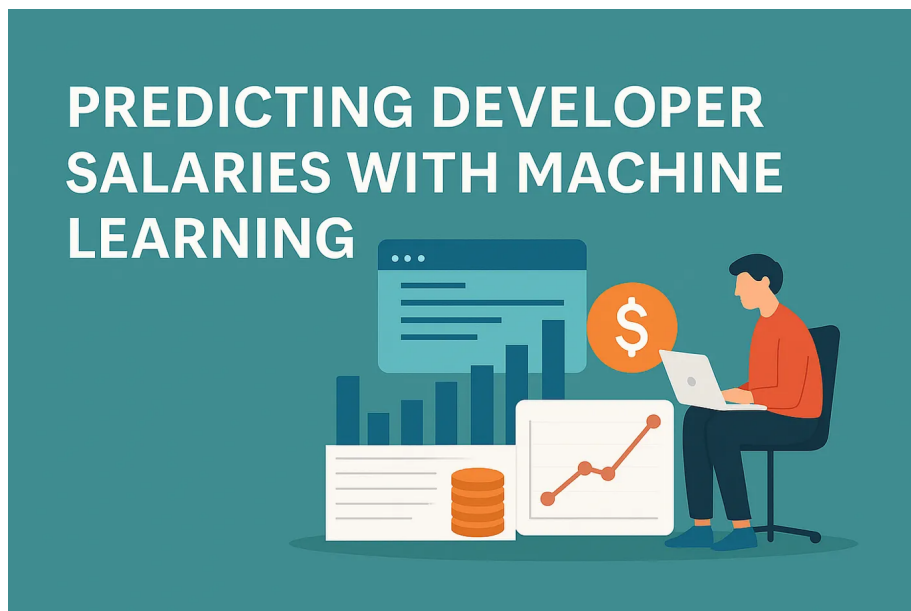 PREDICTING DEVELOPER
SALARIES WITH MACHINE
LEARNING
$